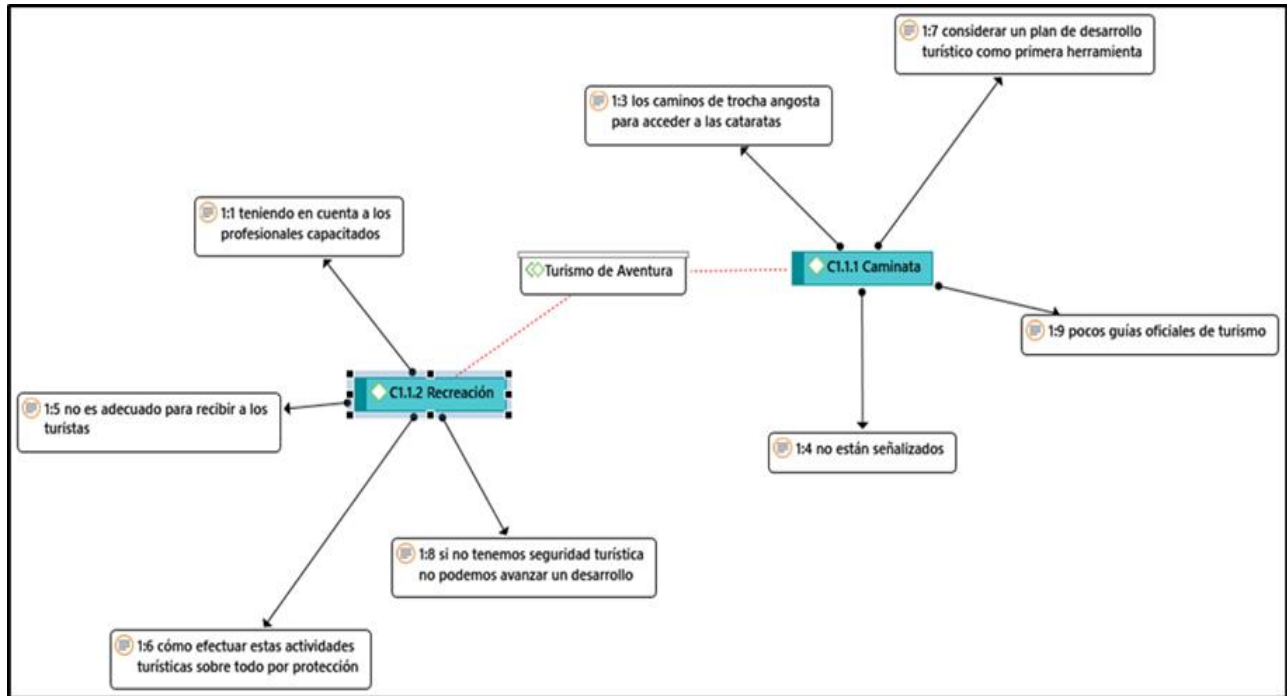 1:7 considerar un plan de desarrollo
turístico como primera herramienta
1:3 los caminos de trocha angosta
para acceder a las cataratas
1:1 teniendo en cuenta a los
profesionales capacitados
Turismo de Aventura
C1.1.1 Caminata
1:9 pocos guías oficiales de turismo
C1.1.2 Recreación
1:5 no es adecuado para recibir a los
turistas
1:4 no están señalizados
1:8 si no tenemos seguridad turística
no podemos avanzar un desarrollo
1:6 cómo efectuar estas actividades
turísticas sobre todo por protección